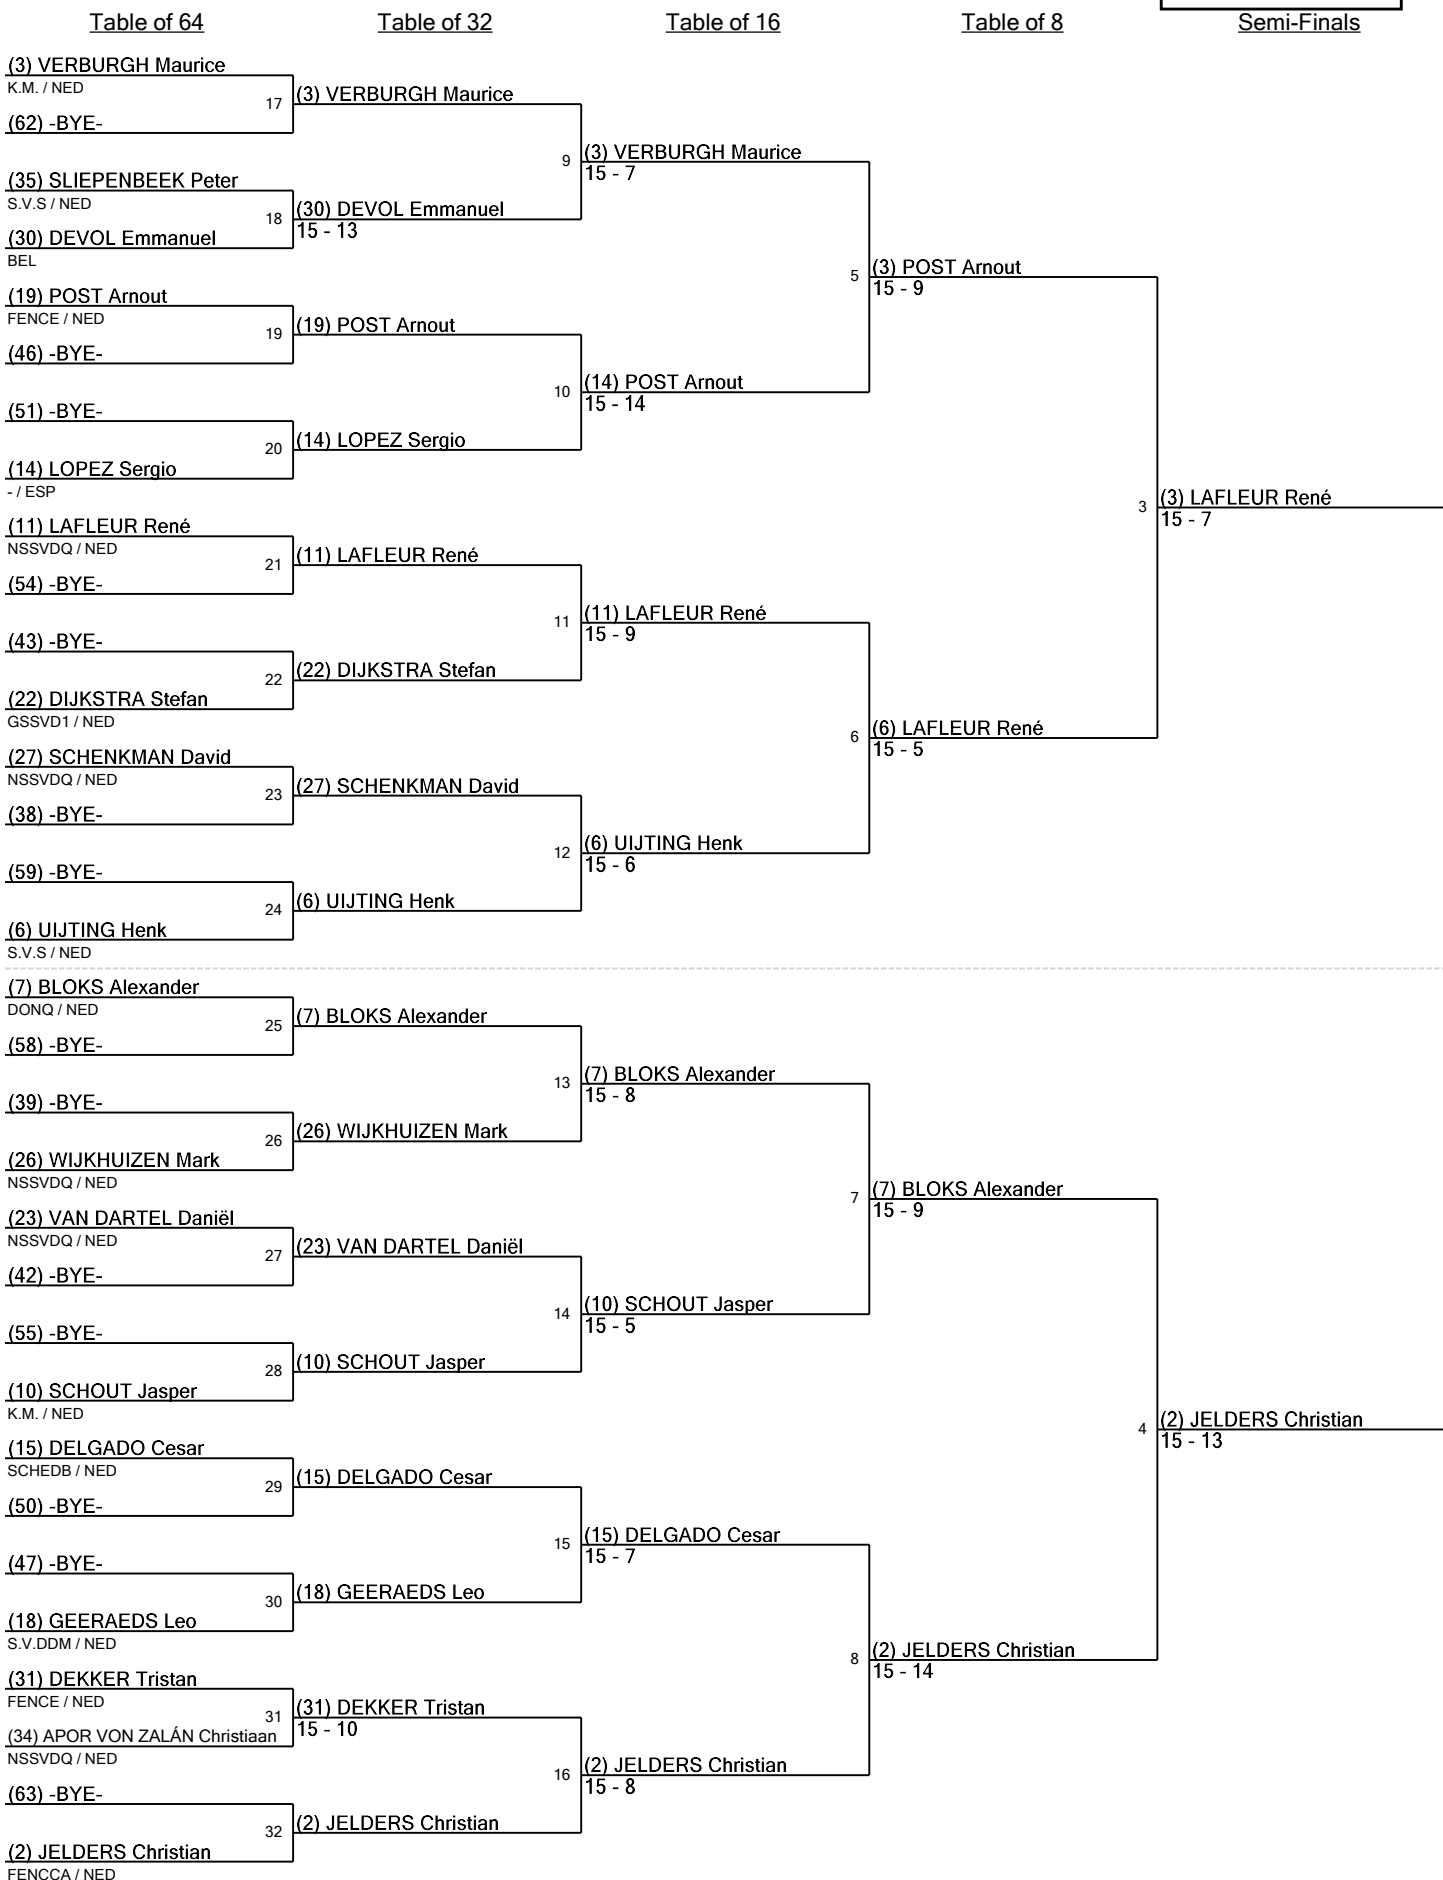 Table of 64
Table of 32
Table of 16
Table of 8
Semi-Finals
(3) VERBURGH Maurice
K.M. / NED
17
(62) -BYE-
(35) SLIEPENBEEK Peter
S.V.S / NED
18
(30) DEVOL Emmanuel
BEL
(19) POST Arnout
FENCE / NED
19
(46) -BYE-
(51) -BYE-
20
(14) LOPEZ Sergio
- / ESP
(11) LAFLEUR René
NSSVDQ / NED
21
(54) -BYE-
(43) -BYE-
22
(22) DIJKSTRA Stefan
GSSVD1 / NED
(27) SCHENKMAN David
NSSVDQ / NED
23
(38) -BYE-
(59) -BYE-
24
(6) UIJTING Henk
S.V.S / NED
(7) BLOKS Alexander
DONQ / NED
25
(58) -BYE-
(39) -BYE-
26
(26) WIJKHUIZEN Mark
NSSVDQ / NED
(23) VAN DARTEL Daniël
NSSVDQ / NED
27
(42) -BYE-
(55) -BYE-
28
(10) SCHOUT Jasper
K.M. / NED
(15) DELGADO Cesar
SCHEDB / NED
29
(50) -BYE-
(47) -BYE-
30
(18) GEERAEDS Leo
S.V.DDM / NED
(31) DEKKER Tristan
FENCE / NED
31
(34) APOR VON ZALÁN Christiaan
NSSVDQ / NED
(63) -BYE-
32
(2) JELDERS Christian
FENCCA / NED
(3) VERBURGH Maurice
9
(30) DEVOL Emmanuel
15 - 13
(19) POST Arnout
10
(14) LOPEZ Sergio
(11) LAFLEUR René
11
(22) DIJKSTRA Stefan
(27) SCHENKMAN David
12
(6) UIJTING Henk
(7) BLOKS Alexander
13
(26) WIJKHUIZEN Mark
(23) VAN DARTEL Daniël
14
(10) SCHOUT Jasper
(15) DELGADO Cesar
15
(18) GEERAEDS Leo
(31) DEKKER Tristan
15 - 10
16
(2) JELDERS Christian
(3) VERBURGH Maurice
15 - 7
5
(14) POST Arnout
15 - 14
(11) LAFLEUR René
15 - 9
6
(6) UIJTING Henk
15 - 6
(7) BLOKS Alexander
15 - 8
7
(10) SCHOUT Jasper
15 - 5
(15) DELGADO Cesar
15 - 7
8
(2) JELDERS Christian
15 - 8
(3) POST Arnout
15 - 9
3
(6) LAFLEUR René
15 - 5
(7) BLOKS Alexander
15 - 9
4
(2) JELDERS Christian
15 - 14
(3) LAFLEUR René
15 - 7
(2) JELDERS Christian
15 - 13